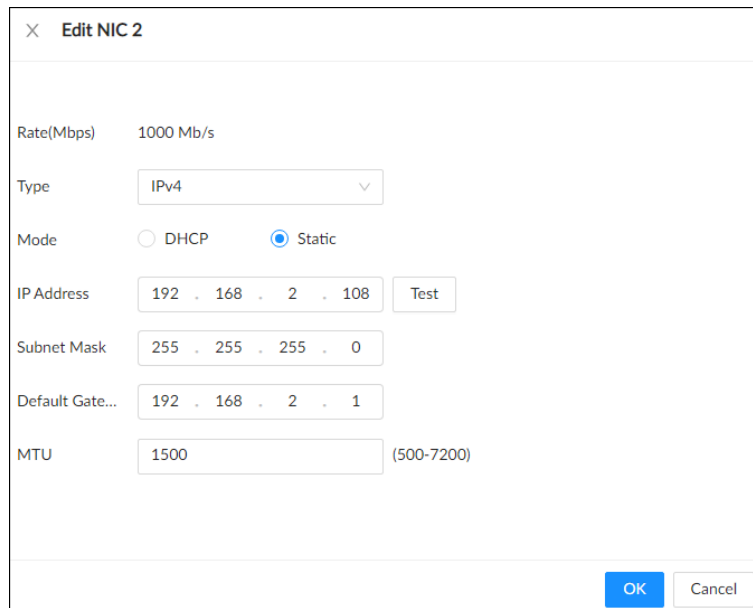 Edit NIC 2
Rate(Mbps) 1000 Mb/s
Type IPv4
Mode DHCP Static
IP Address 192 . 168 . 2 . 108 Test
Subnet Mask 255 . 255 . 255 . 0
Default Gate... 192 . 168 . 2 . 1
MTU 1500 (500-7200)
OK Cancel